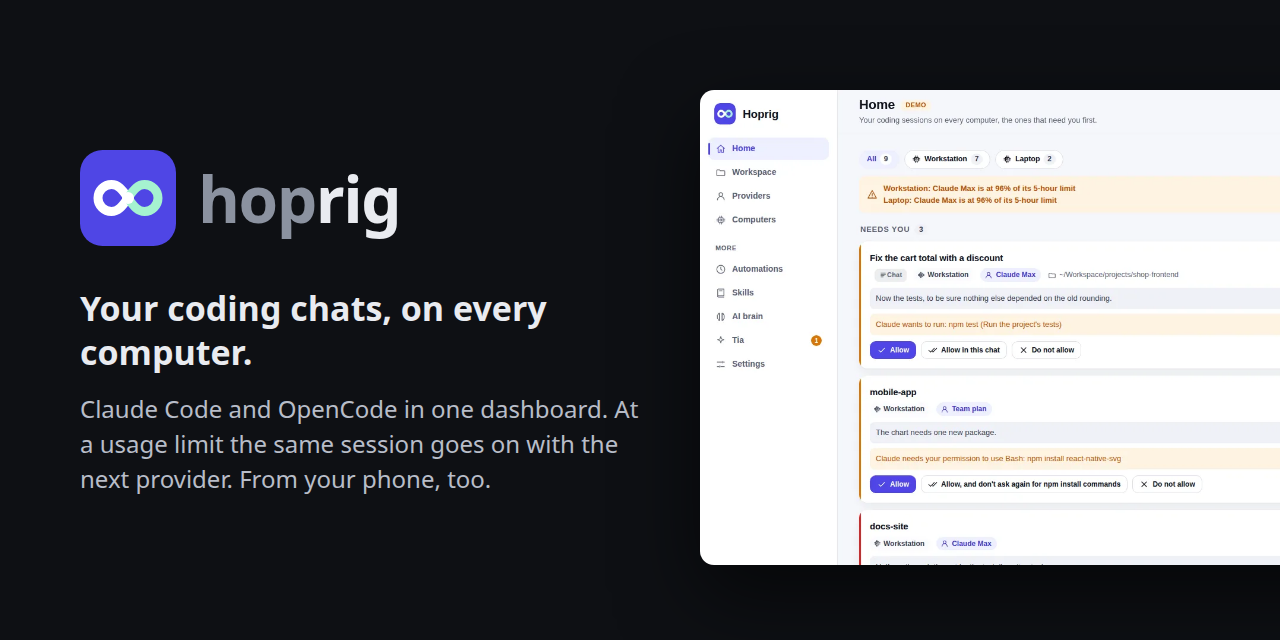 hoprig
Your coding chats, on every
computer.
Claude Code and OpenCode in one dashboard. At
a usage limit the same session goes on with the
next provider. From your phone, too.
Hoprig
Home
Workspace
Providers
Computers
MORE
Automations
Skills
AI brain
Tia 1
Settings
Home DEMO
Your coding sessions on every computer, the ones that need you first.
All 9 Workstation 7 Laptop 2
Workstation: Claude Max is at 96% of its 5-hour limit
Laptop: Claude Max is at 96% of its 5-hour limit
NEEDS YOU 3
Fix the cart total with a discount
Chat Workstation Claude Max ~/Workspace/projects/shop-frontend
Now the tests, to be sure nothing else depended on the old rounding.
Claude wants to run: npm test (Run the project's tests)
Allow Allow in this chat Do not allow
mobile-app
Workstation Team plan
The chart needs one new package.
Claude needs your permission to use Bash: npm install react-native-svg
Allow Allow, and don't ask again for npm install commands Do not allow
docs-site
Workstation Claude Max